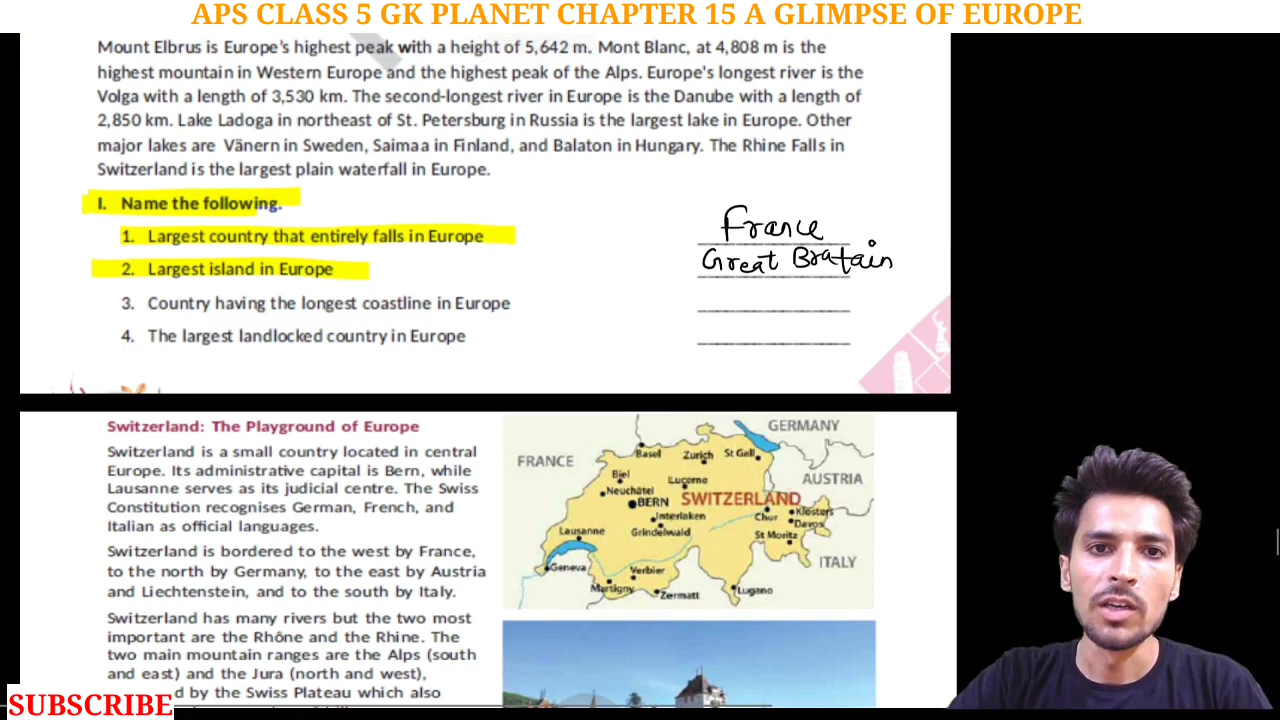 APS CLASS 5 GK PLANET CHAPTER 15 A GLIMPSE OF EUROPE
Mount Elbrus is Europe's highest peak with a height of 5,642 m. Mont Blanc, at 4,808 m is the
highest mountain in Western Europe and the highest peak of the Alps. Europe's longest river is the
Volga with a length of 3,530 km. The second-longest river in Europe is the Danube with a length of
2,850 km. Lake Ladoga in northeast of St. Petersburg in Russia is the largest lake in Europe. Other
major lakes are Vänern in Sweden, Saimaa in Finland, and Balaton in Hungary. The Rhine Falls in
Switzerland is the largest plain waterfall in Europe.
I. Name the following.
1. Largest country that entirely falls in Europe France
2. Largest island in Europe Great Bratain
3. Country having the longest coastline in Europe
4. The largest landlocked country in Europe
Switzerland: The Playground of Europe
Switzerland is a small country located in central
Europe. Its administrative capital is Bern, while
Lausanne serves as its judicial centre. The Swiss
Constitution recognises German, French, and
Italian as official languages.
Switzerland is bordered to the west by France,
to the north by Germany, to the east by Austria
and Liechtenstein, and to the south by Italy.
Switzerland has many rivers but the two most
important are the Rhône and the Rhine. The
two main mountain ranges are the Alps (south
and east) and the Jura (north and west),
d by the Swiss Plateau which also
GERMANY
FRANCE
Basel
Zurich
St Gall
Biel
Lucerne
AUSTRIA
Neuchâtel
SWITZERLAND
BERN
Interlaken
Chur
Klosters
Davos
Lausanne
Grindelwald
St Moritz
Geneva
Verbier
ITALY
Martigny
Zermatt
Lugano
SUBSCRIBE